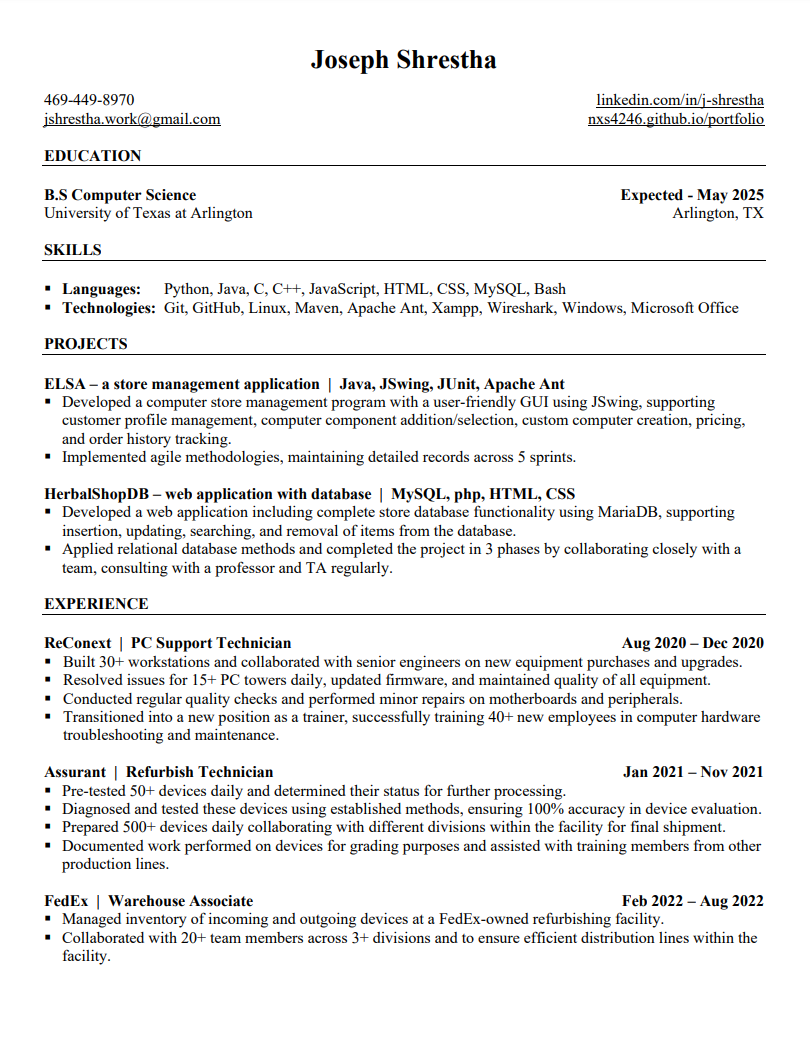 Joseph Shrestha
469-449-8970 linkedin.com/in/j-shrestha
jshrestha.work@gmail.com nxs4246.github.io/portfolio
EDUCATION
B.S Computer Science Expected - May 2025
University of Texas at Arlington Arlington, TX
SKILLS
▪ Languages: Python, Java, C, C++, JavaScript, HTML, CSS, MySQL, Bash
▪ Technologies: Git, GitHub, Linux, Maven, Apache Ant, Xampp, Wireshark, Windows, Microsoft Office
PROJECTS
ELSA – a store management application | Java, JSwing, JUnit, Apache Ant
▪ Developed a computer store management program with a user-friendly GUI using JSwing, supporting
customer profile management, computer component addition/selection, custom computer creation, pricing,
and order history tracking.
▪ Implemented agile methodologies, maintaining detailed records across 5 sprints.
HerbalShopDB – web application with database | MySQL, php, HTML, CSS
▪ Developed a web application including complete store database functionality using MariaDB, supporting
insertion, updating, searching, and removal of items from the database.
▪ Applied relational database methods and completed the project in 3 phases by collaborating closely with a
team, consulting with a professor and TA regularly.
EXPERIENCE
ReConext | PC Support Technician Aug 2020 – Dec 2020
▪ Built 30+ workstations and collaborated with senior engineers on new equipment purchases and upgrades.
▪ Resolved issues for 15+ PC towers daily, updated firmware, and maintained quality of all equipment.
▪ Conducted regular quality checks and performed minor repairs on motherboards and peripherals.
▪ Transitioned into a new position as a trainer, successfully training 40+ new employees in computer hardware
troubleshooting and maintenance.
Assurant | Refurbish Technician Jan 2021 – Nov 2021
▪ Pre-tested 50+ devices daily and determined their status for further processing.
▪ Diagnosed and tested these devices using established methods, ensuring 100% accuracy in device evaluation.
▪ Prepared 500+ devices daily collaborating with different divisions within the facility for final shipment.
▪ Documented work performed on devices for grading purposes and assisted with training members from other
production lines.
FedEx | Warehouse Associate Feb 2022 – Aug 2022
▪ Managed inventory of incoming and outgoing devices at a FedEx-owned refurbishing facility.
▪ Collaborated with 20+ team members across 3+ divisions and to ensure efficient distribution lines within the
facility.